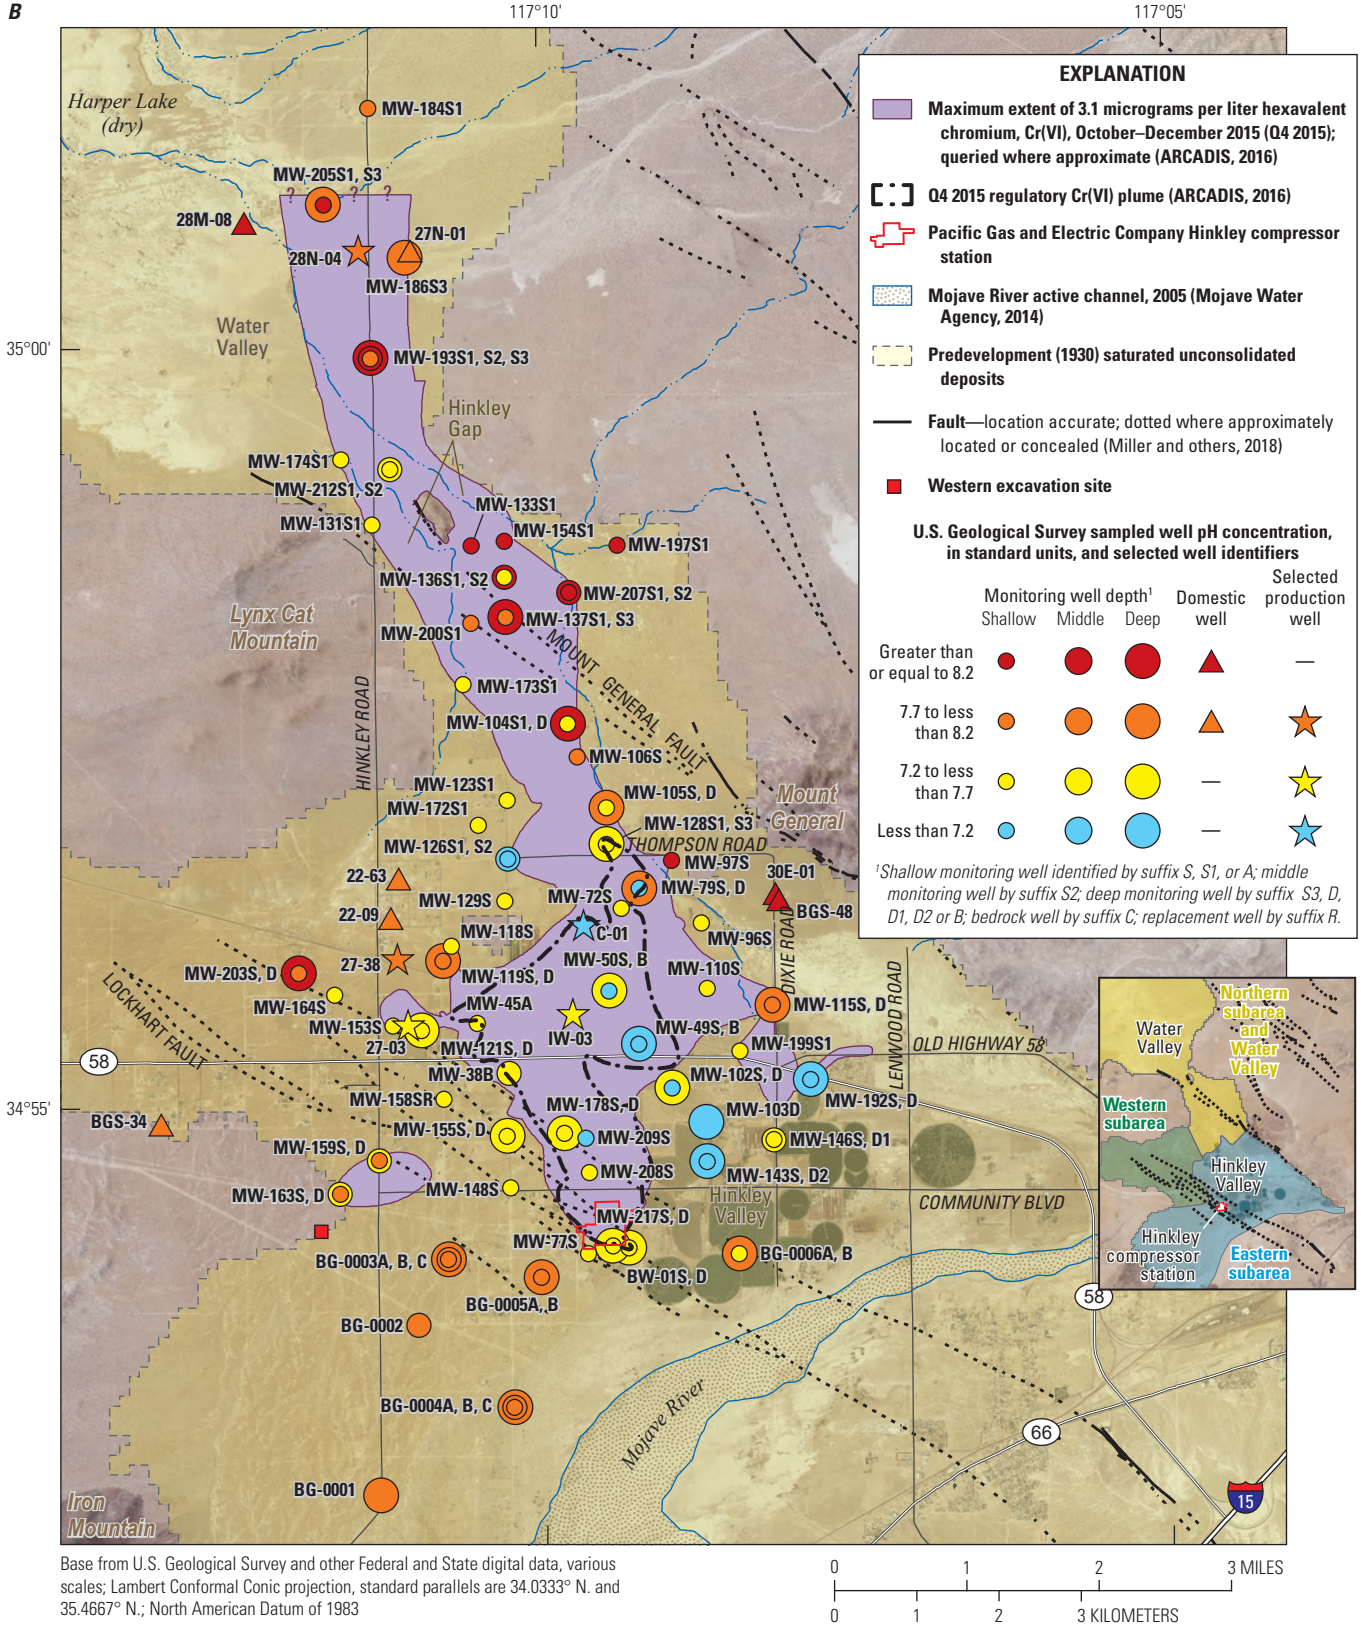 B
117°10'
117°05'
Harper Lake
(dry)
MW-184S1
MW-205S1, S3
? ? ?
28M-08
27N-01
28N-04
MW-186S3
Water
Valley
35°00'
MW-193S1, S2, S3
Hinkley
Gap
MW-174S1
MW-212S1, S2
MW-133S1
MW-131S1
MW-154S1
MW-197S1
MW-136S1, S2
MW-207S1, S2
Lynx Cat
Mountain
MW-137S1, S3
MW-200S1
MOUNT GENERAL FAULT
MW-173S1
HINKLEY ROAD
MW-104S1, D
MW-106S
MW-123S1
MW-105S, D
Mount
General
MW-172S1
MW-128S1, S3
THOMPSON ROAD
MW-126S1, S2
MW-97S
22-63
30E-01
MW-72S
MW-79S, D
MW-129S
BGS-48
22-09
C-01
MW-118S
MW-96S
DIXIE ROAD
27-38
MW-50S, B
MW-110S
MW-203S, D
MW-119S, D
LENWOOD ROAD
MW-164S
MW-45A
MW-115S, D
LOCKHART FAULT
MW-153S
MW-49S, B
27-03
IW-03
MW-121S, D
MW-199S1
OLD HIGHWAY 58
58
MW-38B
MW-102S, D
MW-158SR
MW-192S, D
34°55'
MW-178S, D
MW-103D
BGS-34
MW-155S, D
MW-209S
MW-146S, D1
MW-159S, D
MW-208S
MW-143S, D2
MW-163S, D
MW-148S
Hinkley
Valley
COMMUNITY BLVD
MW-217S, D
MW-77S
BG-0003A, B, C
BG-0006A, B
BW-01S, D
BG-0005A, B
BG-0002
58
BG-0004A, B, C
Mojave River
66
BG-0001
Iron
Mountain
15
EXPLANATION
Maximum extent of 3.1 micrograms per liter hexavalent
chromium, Cr(VI), October–December 2015 (Q4 2015);
queried where approximate (ARCADIS, 2016)
Q4 2015 regulatory Cr(VI) plume (ARCADIS, 2016)
Pacific Gas and Electric Company Hinkley compressor
station
Mojave River active channel, 2005 (Mojave Water
Agency, 2014)
Predevelopment (1930) saturated unconsolidated
deposits
Fault—location accurate; dotted where approximately
located or concealed (Miller and others, 2018)
Western excavation site
U.S. Geological Survey sampled well pH concentration,
in standard units, and selected well identifiers
Monitoring well depth¹
Shallow Middle Deep
Domestic
well
Selected
production
well
Greater than
or equal to 8.2
—
7.7 to less
than 8.2
7.2 to less
than 7.7
—
Less than 7.2
—
¹Shallow monitoring well identified by suffix S, S1, or A; middle
monitoring well by suffix S2; deep monitoring well by suffix S3, D,
D1, D2 or B; bedrock well by suffix C; replacement well by suffix R.
Northern
subarea
and
Water
Valley
Water
Valley
Western
subarea
Hinkley
Valley
Hinkley
compressor
station
Eastern
subarea
Base from U.S. Geological Survey and other Federal and State digital data, various
scales; Lambert Conformal Conic projection, standard parallels are 34.0333° N. and
35.4667° N.; North American Datum of 1983
0 1 2 3 MILES
0 1 2 3 KILOMETERS